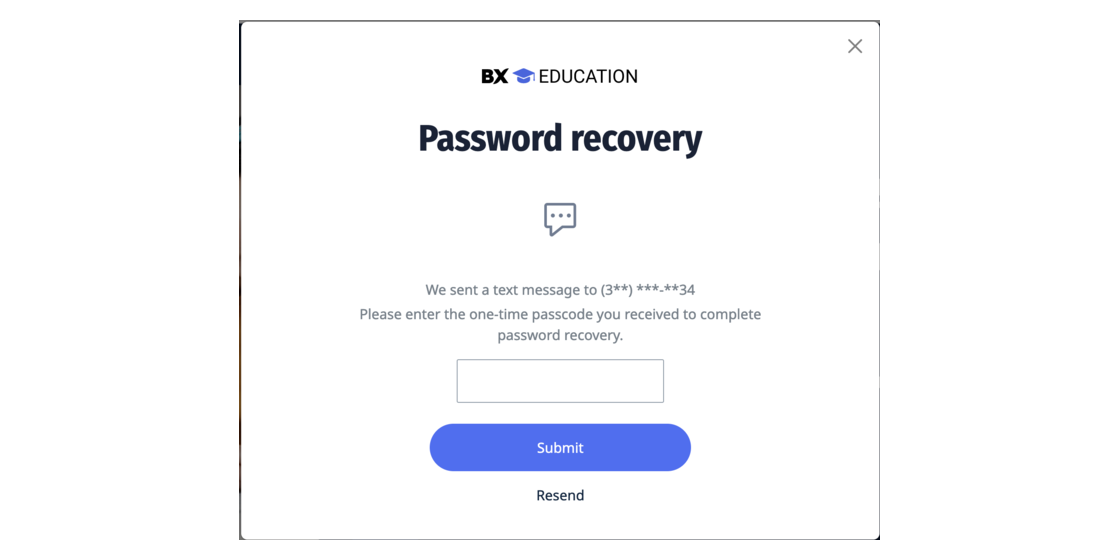 BX EDUCATION
Password recovery
We sent a text message to (3**) ***-**34
Please enter the one-time passcode you received to complete
password recovery.
Submit
Resend